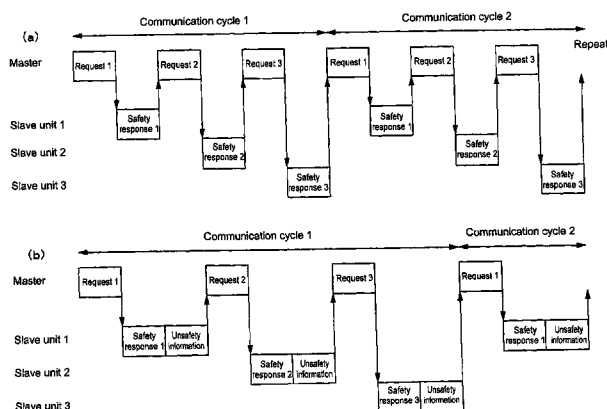 Communication cycle 1
Communication cycle 2
(a)
Repeat
Master
Request 1
Request 2
Request 3
Request 1
Request 2
Request 3
Slave unit 1
Safety
response 1
Safety
response 1
Slave unit 2
Safety
response 2
Safety
response 2
Slave unit 3
Safety
response 3
Safety
response 3
Communication cycle 1
Communication cycle 2
(b)
Master
Request 1
Request 2
Request 3
Request 1
Slave unit 1
Safety
response 1
Unsafety
information
Safety
response 1
Unsafety
information
Slave unit 2
Safety
response 2
Unsafety
information
Slave unit 3
Safety
response 3
Unsafety
information